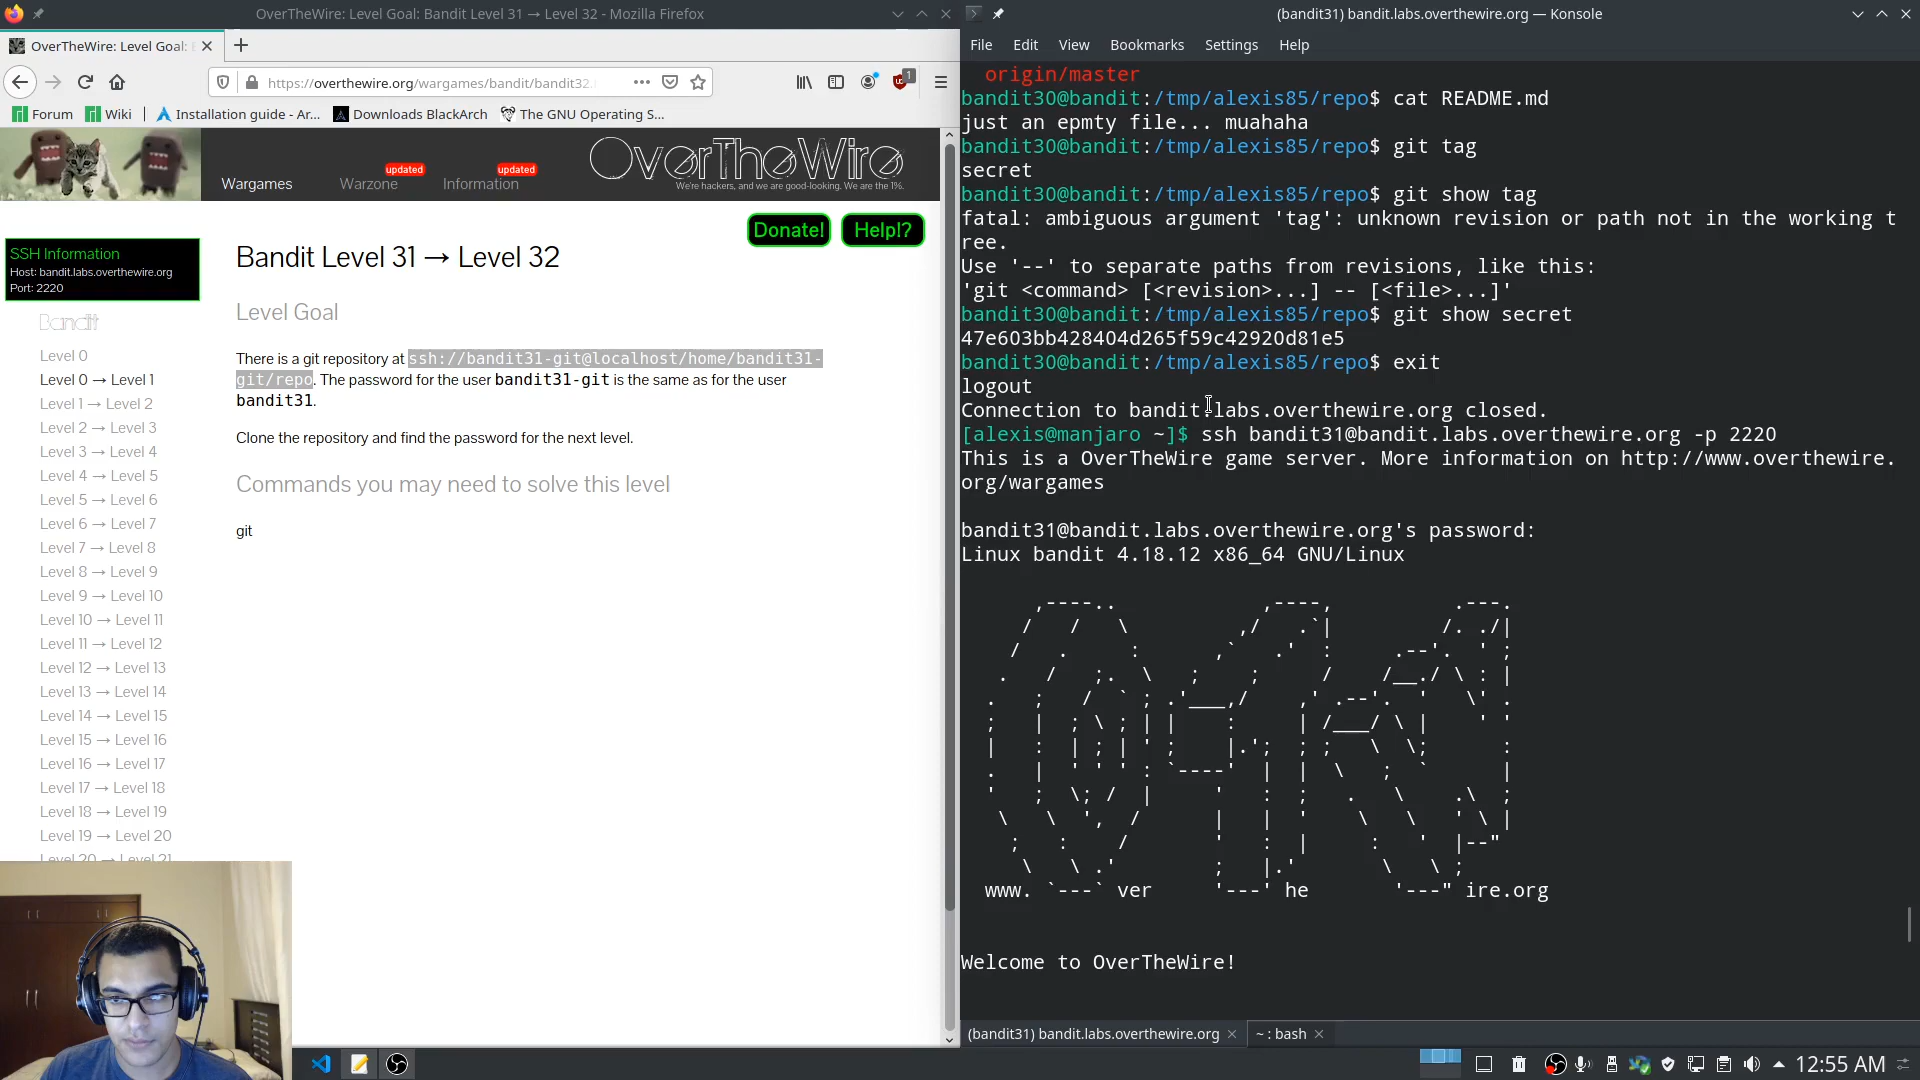 OverTheWire: Level Goal: Bandit Level 31 → Level 32 - Mozilla Firefox
OverTheWire: Level Goal:
https://overthewire.org/wargames/bandit/bandit32.
1
Forum
Wiki
Installation guide - Ar...
Downloads BlackArch
The GNU Operating S...
Wargames
Warzone
updated
Information
updated
OverTheWire
We're hackers, and we are good-looking. We are the 1%.
Donate!
Help!?
SSH Information
Host: bandit.labs.overthewire.org
Port: 2220
Bandit
Level 0
Level 0 → Level 1
Level 1 → Level 2
Level 2 → Level 3
Level 3 → Level 4
Level 4 → Level 5
Level 5 → Level 6
Level 6 → Level 7
Level 7 → Level 8
Level 8 → Level 9
Level 9 → Level 10
Level 10 → Level 11
Level 11 → Level 12
Level 12 → Level 13
Level 13 → Level 14
Level 14 → Level 15
Level 15 → Level 16
Level 16 → Level 17
Level 17 → Level 18
Level 18 → Level 19
Level 19 → Level 20
Level 20 → Level 21
Bandit Level 31 → Level 32
Level Goal
There is a git repository at ssh://bandit31-git@localhost/home/bandit31-
git/repo. The password for the user bandit31-git is the same as for the user
bandit31.
Clone the repository and find the password for the next level.
Commands you may need to solve this level
git
(bandit31) bandit.labs.overthewire.org — Konsole
File Edit View Bookmarks Settings Help
origin/master
bandit30@bandit:/tmp/alexis85/repo$ cat README.md
just an epmty file... muahaha
bandit30@bandit:/tmp/alexis85/repo$ git tag
secret
bandit30@bandit:/tmp/alexis85/repo$ git show tag
fatal: ambiguous argument 'tag': unknown revision or path not in the working t
ree.
Use '--' to separate paths from revisions, like this:
'git <command> [<revision>...] -- [<file>...]'
bandit30@bandit:/tmp/alexis85/repo$ git show secret
47e603bb428404d265f59c42920d81e5
bandit30@bandit:/tmp/alexis85/repo$ exit
logout
Connection to bandit.labs.overthewire.org closed.
[alexis@manjaro ~]$ ssh bandit31@bandit.labs.overthewire.org -p 2220
This is a OverTheWire game server. More information on http://www.overthewire.
org/wargames
bandit31@bandit.labs.overthewire.org's password:
Linux bandit 4.18.12 x86_64 GNU/Linux
www. `---` ver '---' he '---" ire.org
Welcome to OverTheWire!
(bandit31) bandit.labs.overthewire.org
~ : bash
12:55 AM